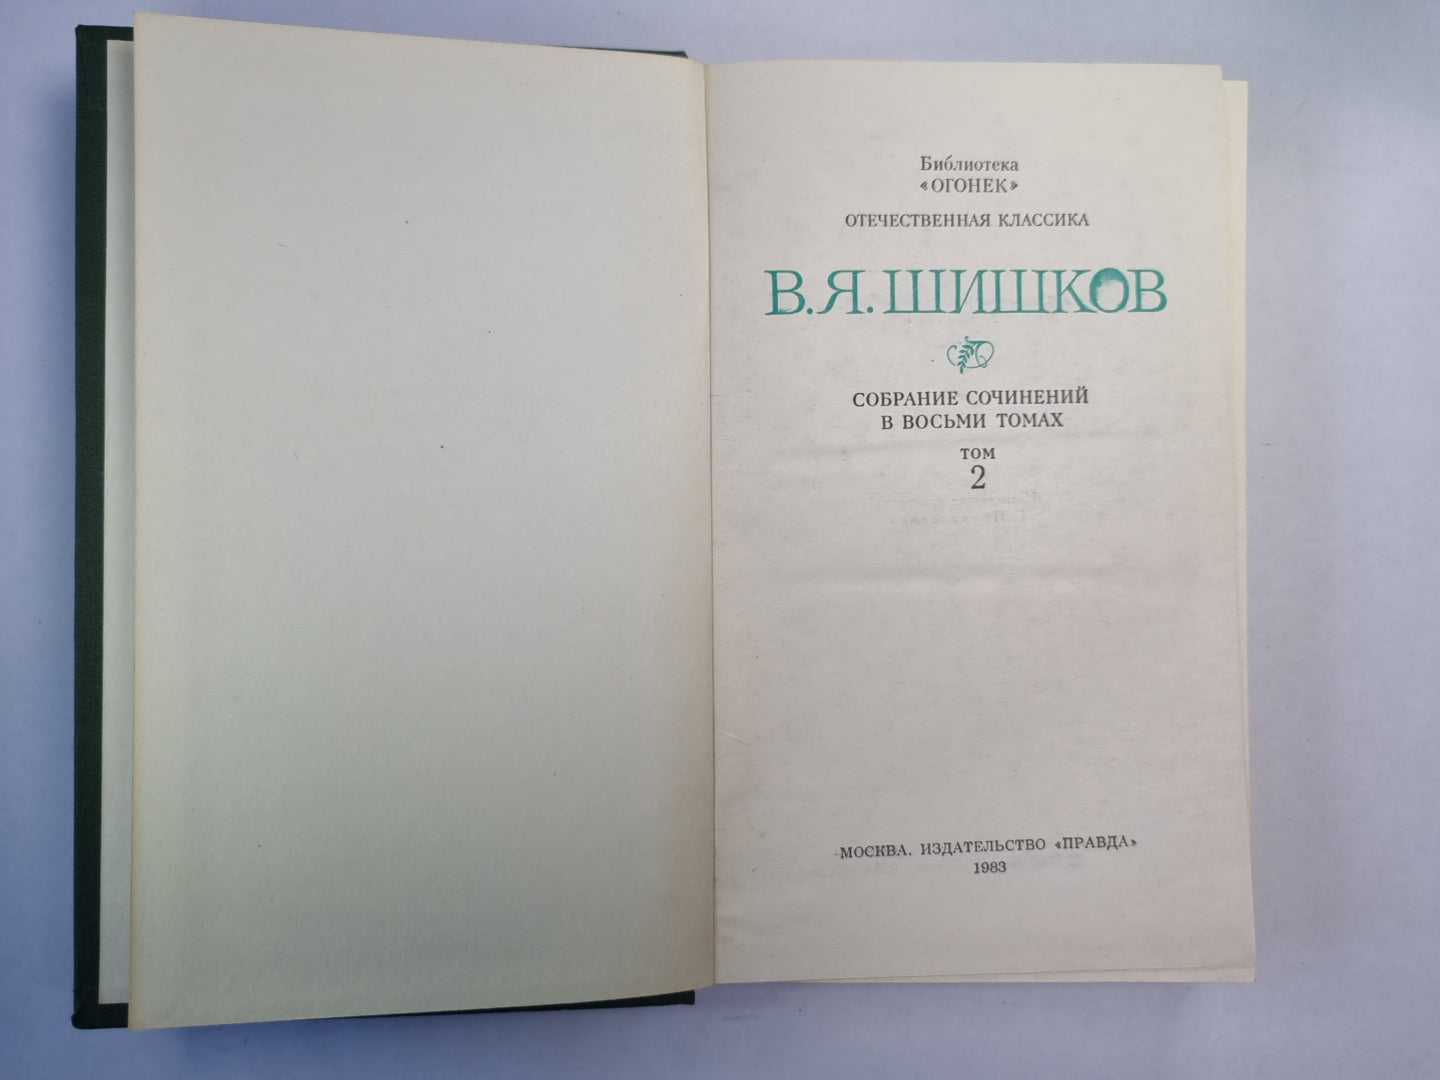 Библиотека
«ОГОНЕК»
ОТЕЧЕСТВЕННАЯ КЛАССИКА
В.Я.ШИШКОВ
СОБРАНИЕ СОЧИНЕНИЙ
В ВОСЬМИ ТОМАХ
ТОМ
2
МОСКВА. ИЗДАТЕЛЬСТВО «ПРАВДА»
1983